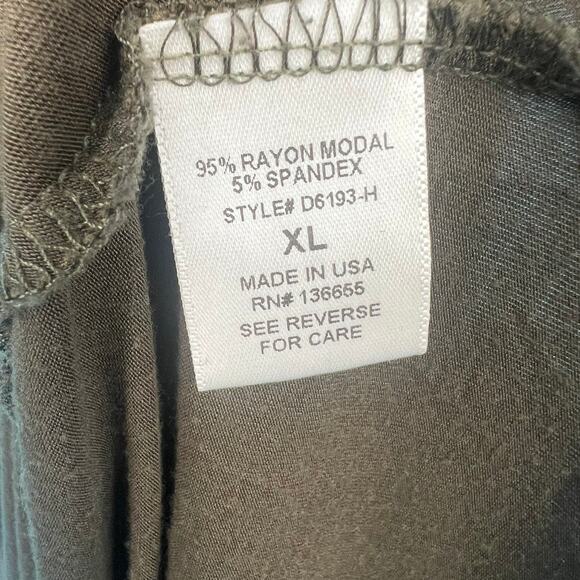 95% RAYON MODAL
5% SPANDEX
STYLE# D6193-H
XL
MADE IN USA
RN# 136655
SEE REVERSE
FOR CARE